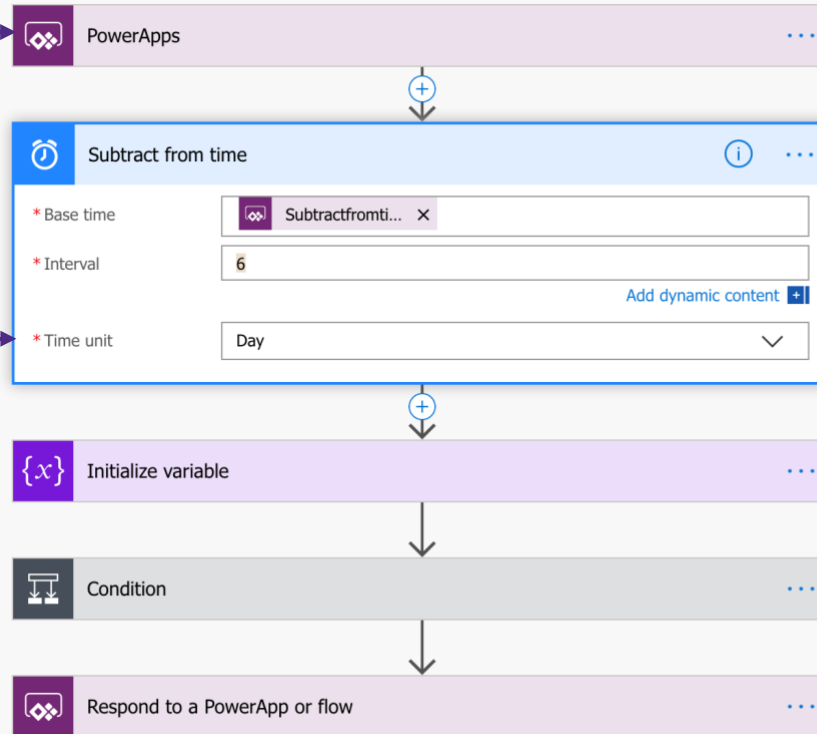 PowerApps
Subtract from time
* Base time
Subtractfromti...
* Interval
6
Add dynamic content
* Time unit
Day
{x} Initialize variable
Condition
Respond to a PowerApp or flow